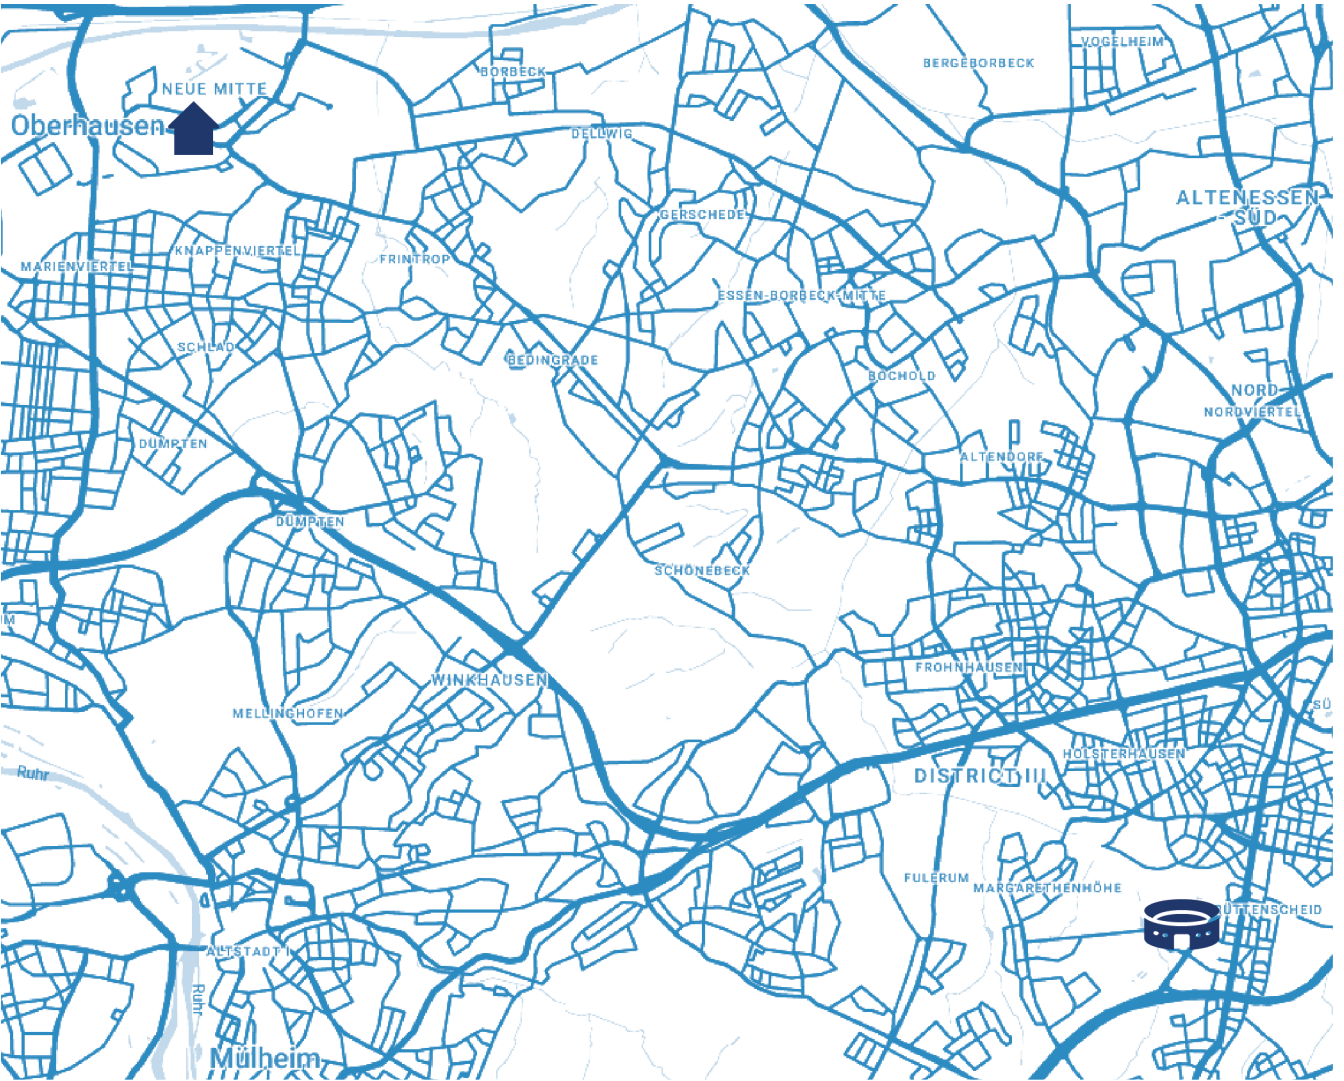 VOGELHEIM
BERGEBORBECK
BORBECK
NEUE MITTE
Oberhausen
DELLWIG
ALTENESSEN
-SÜD
GERSCHEDE
KNAPPENVIERTEL
FRINTROP
MARIENVIERTEL
ESSEN-BORBECK-MITTE
SCHLAD
BEDINGRADE
BOCHOLD
NORD
NORDVIERTEL
DÜMPTEN
ALTENDORF
DÜMPTEN
SCHÖNEBECK
M
FROHNHAUSEN
WINKHAUSEN
SÜ
MELLINGHOFEN
HOLSTERHAUSEN
Ruhr
DISTRICT III
FULERUM
MARGARETHENHÖHE
ÜTTENSCHEID
ALTSTADT I
Ruhr
Mülheim